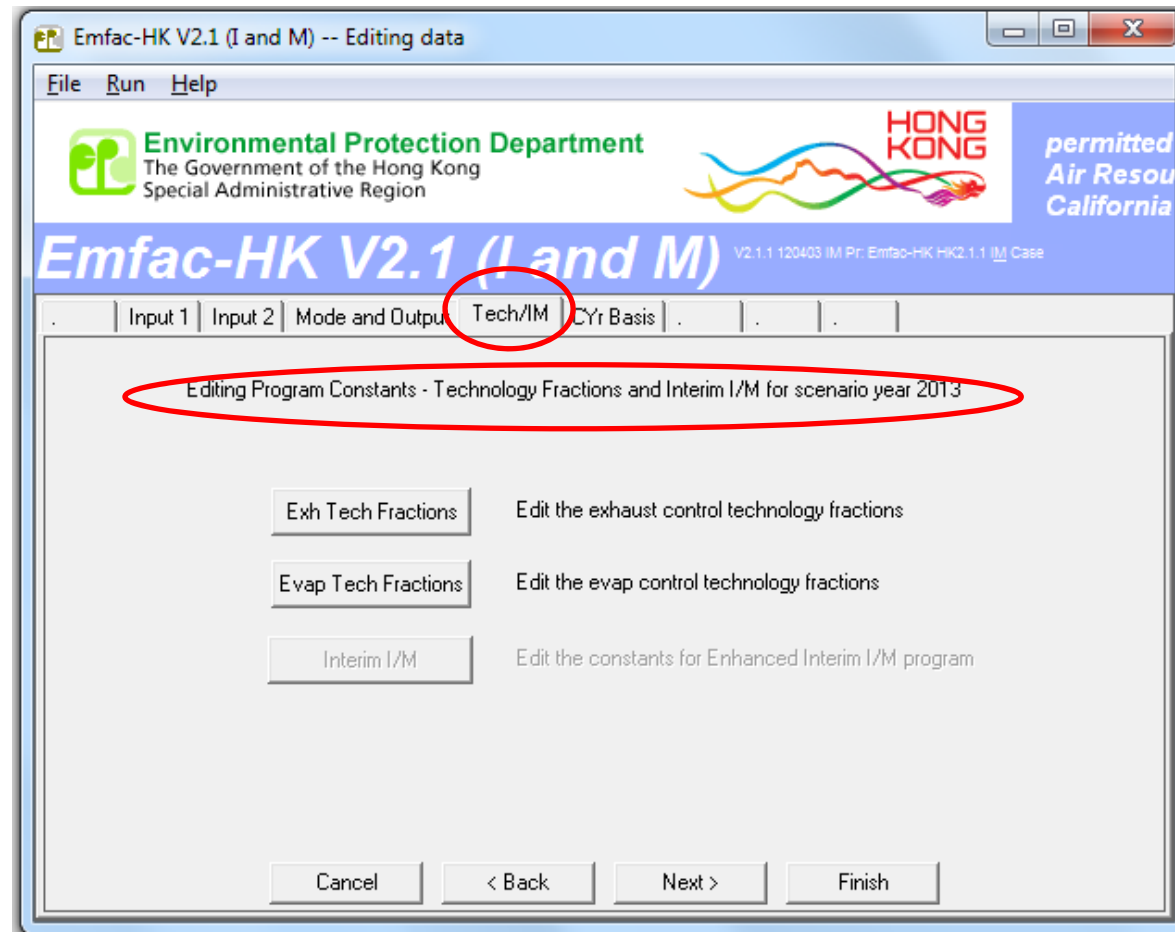 Emfac-HK V2.1 (I and M) -- Editing data
File Run Help
Environmental Protection Department
The Government of the Hong Kong
Special Administrative Region
HONG
KONG
permitted
Air Resou
California
Emfac-HK V2.1 (I and M)
V2.1.1 120403 IM Pr: Emfac-HK HK2.1.1 IM Case
. Input 1 Input 2 Mode and Output Tech/IM CYr Basis . . .
Editing Program Constants - Technology Fractions and Interim I/M for scenario year 2013
Exh Tech Fractions Edit the exhaust control technology fractions
Evap Tech Fractions Edit the evap control technology fractions
Interim I/M Edit the constants for Enhanced Interim I/M program
Cancel < Back Next > Finish